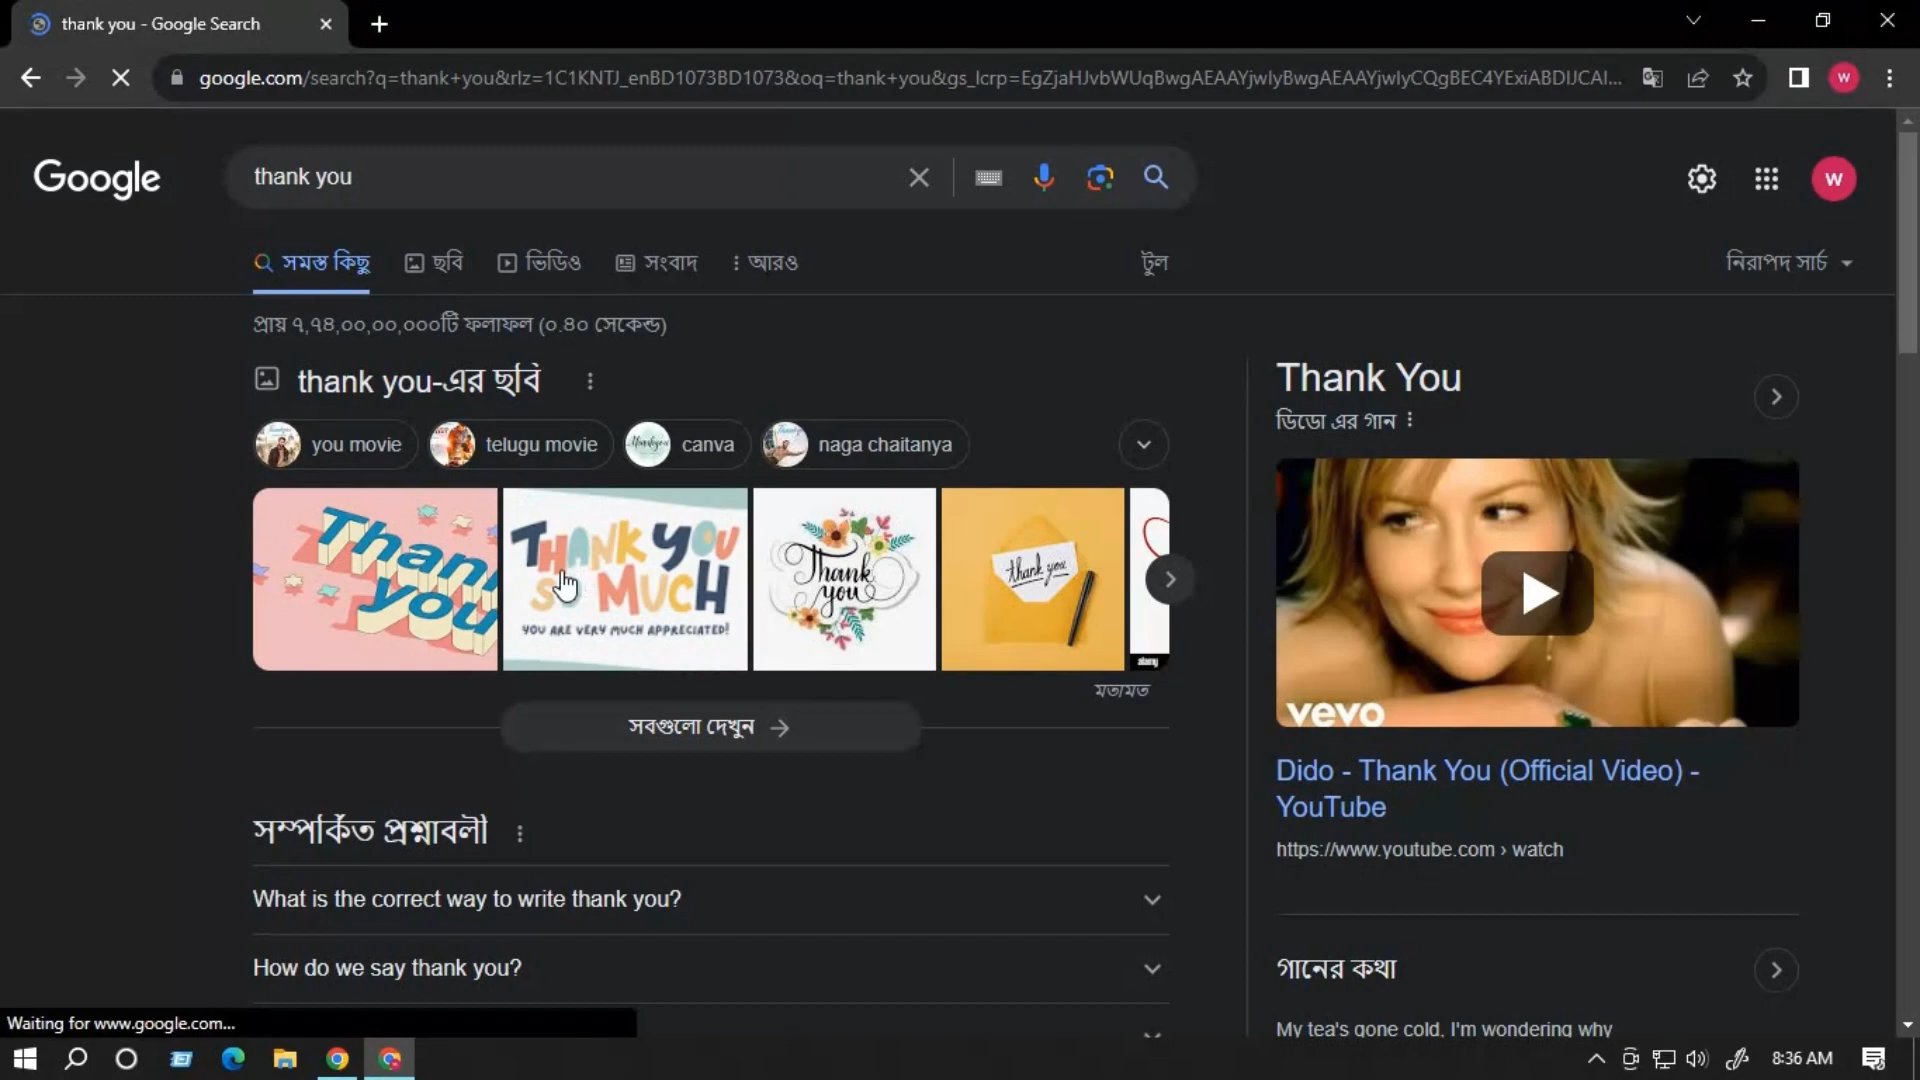 thank you - Google Search
google.com/search?q=thank+you&rlz=1C1KNTJ_enBD1073BD1073&oq=thank+you&gs_lcrp=EgZjaHJvbWUqBwgAEAAYjwIyBwgAEAAYjwIyCQgBEC4YExiABDIJCAI...
W
Google
thank you
W
সমস্ত কিছু ছবি ভিডিও সংবাদ আরও টুল নিরাপদ সার্চ
প্রায় ৭,৭৪,০০,০০,০০০টি ফলাফল (০.৪০ সেকেন্ড)
thank you-এর ছবি
you movie telugu movie canva naga chaitanya
Thank you
THANK YOU
SO MUCH
YOU ARE VERY MUCH APPRECIATED!
Thank
you
thank you
alamy
মতামত
সবগুলো দেখুন
সম্পর্কিত প্রশ্নাবলী
What is the correct way to write thank you?
How do we say thank you?
Thank You
ডিডো এর গান
vevo
Dido - Thank You (Official Video) -
YouTube
https://www.youtube.com › watch
গানের কথা
My tea's gone cold, I'm wondering why
Waiting for www.google.com...
8:36 AM